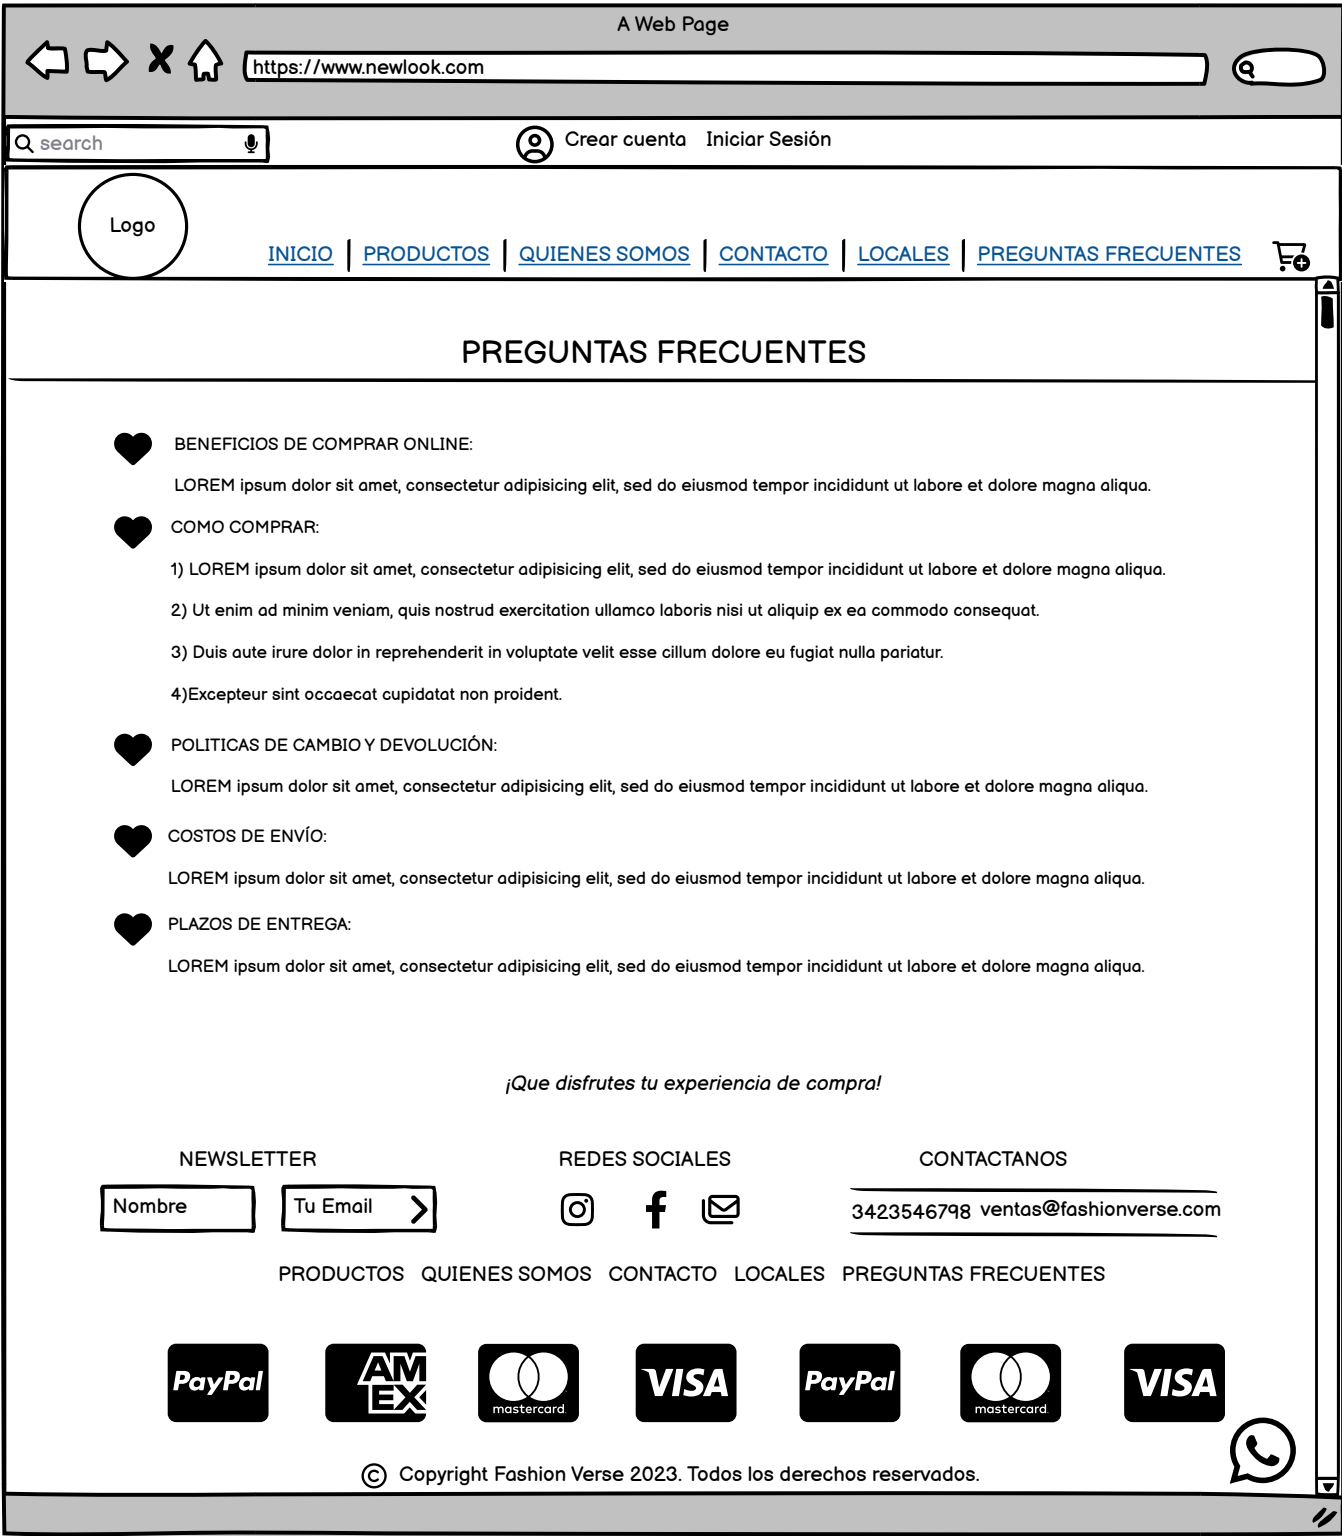 A Web Page
https://www.newlook.com
search
Crear cuenta Iniciar Sesión
Logo
INICIO PRODUCTOS QUIENES SOMOS CONTACTO LOCALES PREGUNTAS FRECUENTES
PREGUNTAS FRECUENTES
BENEFICIOS DE COMPRAR ONLINE:
LOREM ipsum dolor sit amet, consectetur adipisicing elit, sed do eiusmod tempor incididunt ut labore et dolore magna aliqua.
COMO COMPRAR:
1) LOREM ipsum dolor sit amet, consectetur adipisicing elit, sed do eiusmod tempor incididunt ut labore et dolore magna aliqua.
2) Ut enim ad minim veniam, quis nostrud exercitation ullamco laboris nisi ut aliquip ex ea commodo consequat.
3) Duis aute irure dolor in reprehenderit in voluptate velit esse cillum dolore eu fugiat nulla pariatur.
4)Excepteur sint occaecat cupidatat non proident.
POLITICAS DE CAMBIO Y DEVOLUCIÓN:
LOREM ipsum dolor sit amet, consectetur adipisicing elit, sed do eiusmod tempor incididunt ut labore et dolore magna aliqua.
COSTOS DE ENVÍO:
LOREM ipsum dolor sit amet, consectetur adipisicing elit, sed do eiusmod tempor incididunt ut labore et dolore magna aliqua.
PLAZOS DE ENTREGA:
LOREM ipsum dolor sit amet, consectetur adipisicing elit, sed do eiusmod tempor incididunt ut labore et dolore magna aliqua.
¡Que disfrutes tu experiencia de compra!
NEWSLETTER REDES SOCIALES CONTACTANOS
Nombre Tu Email 3423546798 ventas@fashionverse.com
PRODUCTOS QUIENES SOMOS CONTACTO LOCALES PREGUNTAS FRECUENTES
PayPal AM EX mastercard. VISA PayPal mastercard. VISA
© Copyright Fashion Verse 2023. Todos los derechos reservados.